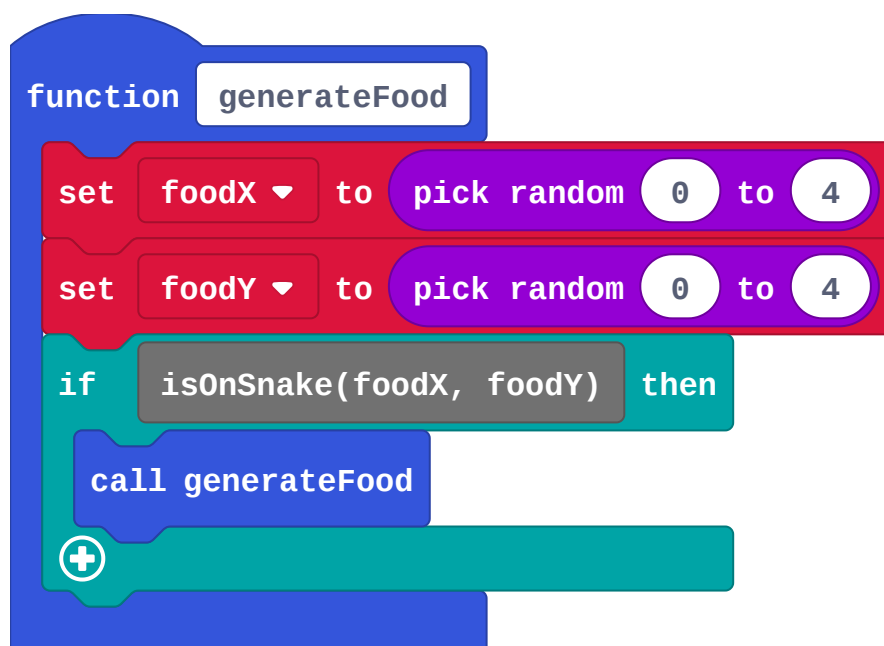 function generateFood
set foodX to pick random 0 to 4
set foodY to pick random 0 to 4
if isOnSnake(foodX, foodY) then
call generateFood